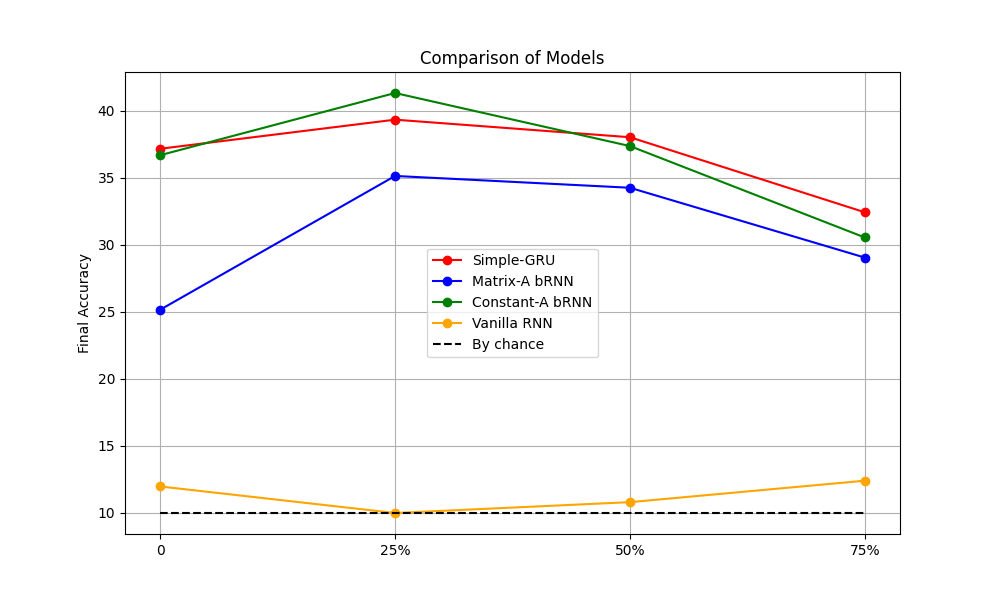 Comparison of Models
Final Accuracy
40
35
30
25
20
15
10
0
25%
50%
75%
Simple-GRU
Matrix-A bRNN
Constant-A bRNN
Vanilla RNN
By chance